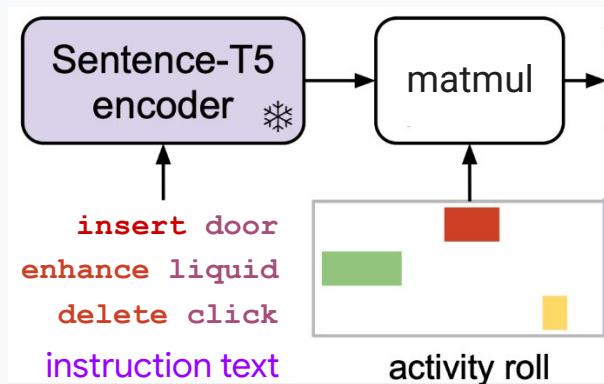 Sentence-T5
encoder
matmul
insert door
enhance liquid
delete click
instruction text
activity roll